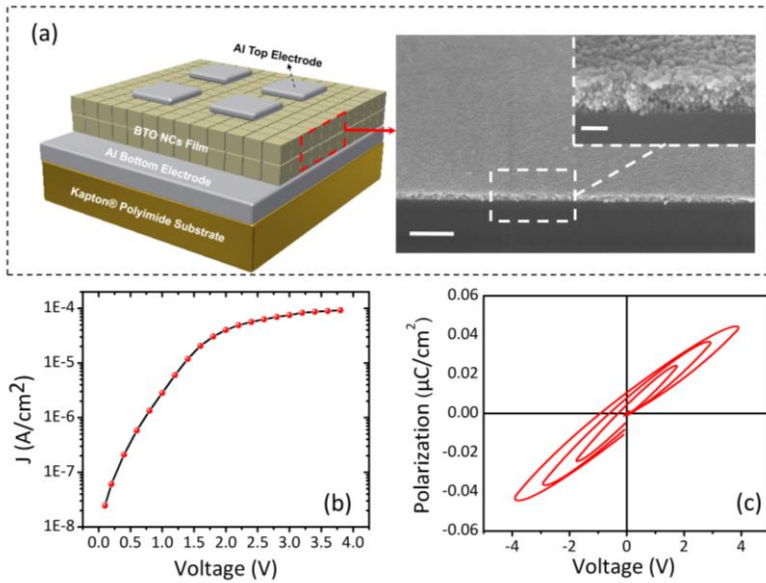 (a)
Al Top Electrode
BTO NCs Film
Al Bottom Electrode
Kapton® Polyimide Substrate
1E-4
1E-5
1E-6
1E-7
1E-8
J (A/cm²)
0.0 0.5 1.0 1.5 2.0 2.5 3.0 3.5 4.0
Voltage (V)
(b)
0.06
0.04
0.02
0.00
-0.02
-0.04
-0.06
Polarization (μC/cm²)
-4 -2 0 2 4
Voltage (V)
(c)